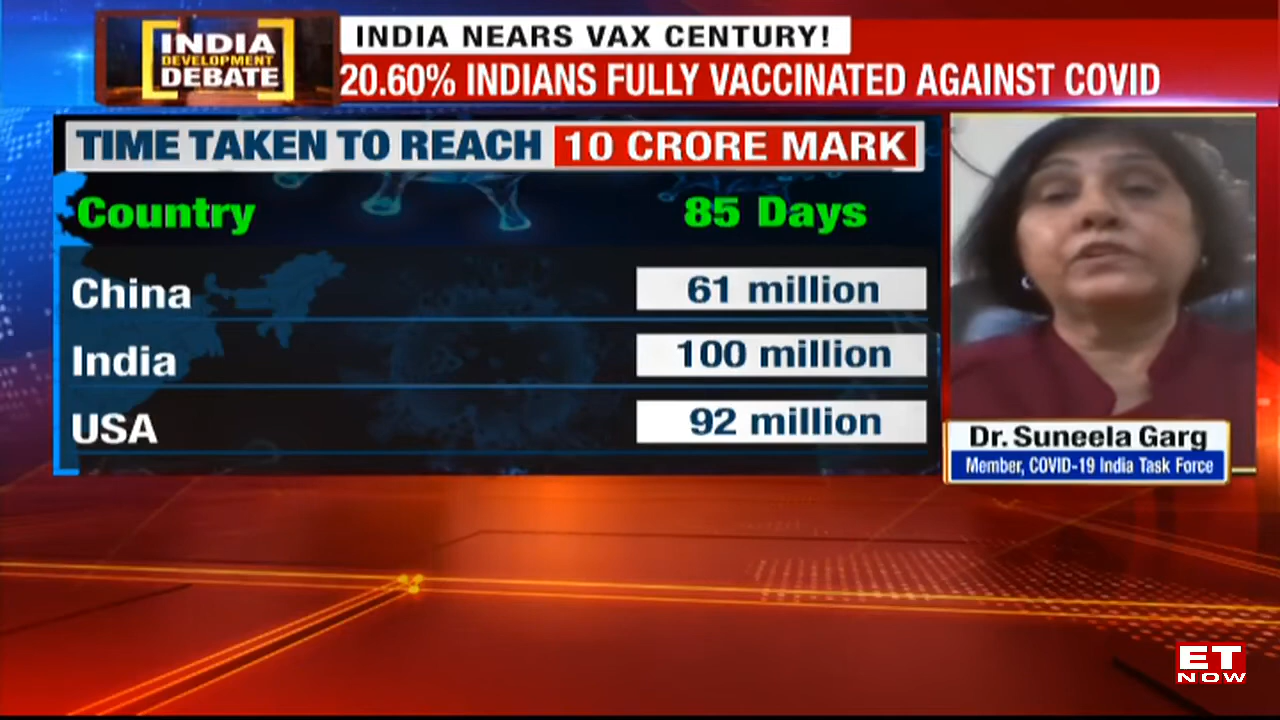 INDIA
DEVELOPMENT
DEBATE
INDIA NEARS VAX CENTURY!
20.60% INDIANS FULLY VACCINATED AGAINST COVID
TIME TAKEN TO REACH 10 CRORE MARK
Country 85 Days
China 61 million
India 100 million
USA 92 million
Dr. Suneela Garg
Member, COVID-19 India Task Force
ET
NOW